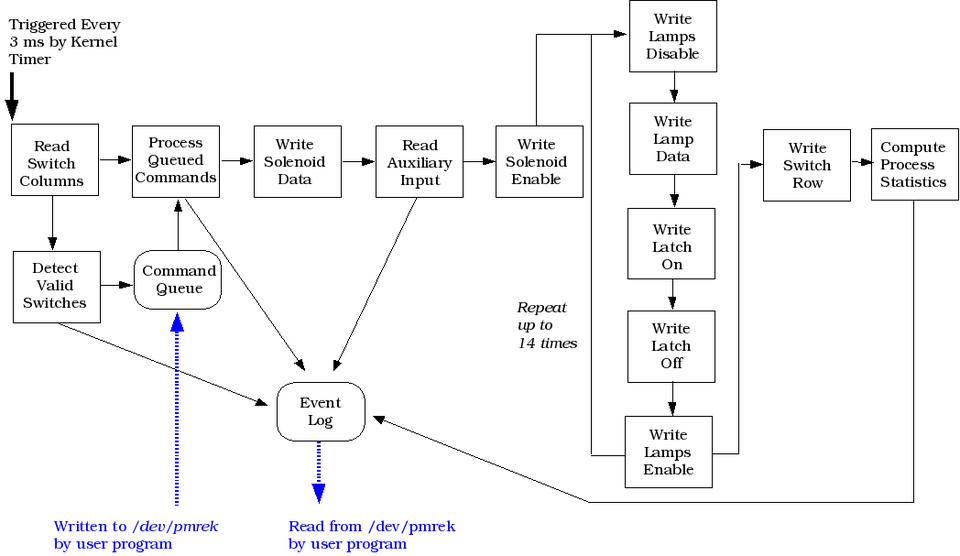 Triggered Every
3 ms by Kernel
Timer
Read
Switch
Columns
Process
Queued
Commands
Write
Solenoid
Data
Read
Auxiliary
Input
Write
Solenoid
Enable
Write
Lamps
Disable
Write
Lamp
Data
Write
Latch
On
Write
Latch
Off
Write
Lamps
Enable
Repeat
up to
14 times
Write
Switch
Row
Compute
Process
Statistics
Detect
Valid
Switches
Command
Queue
Event
Log
Written to /dev/pmrek
by user program
Read from /dev/pmrek
by user program